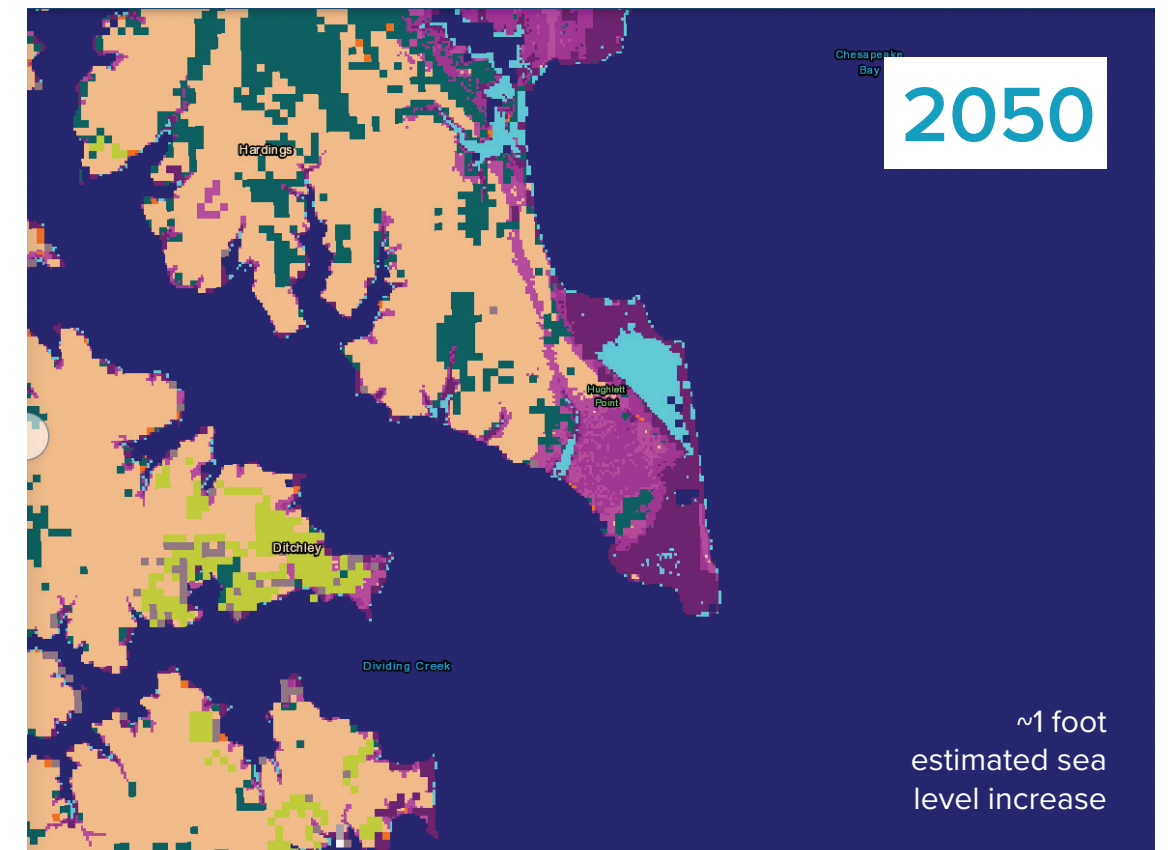 Chesapeake
Bay
2050
Hardings
Hughlett
Point
Ditchley
Dividing Creek
~1 foot
estimated sea
level increase